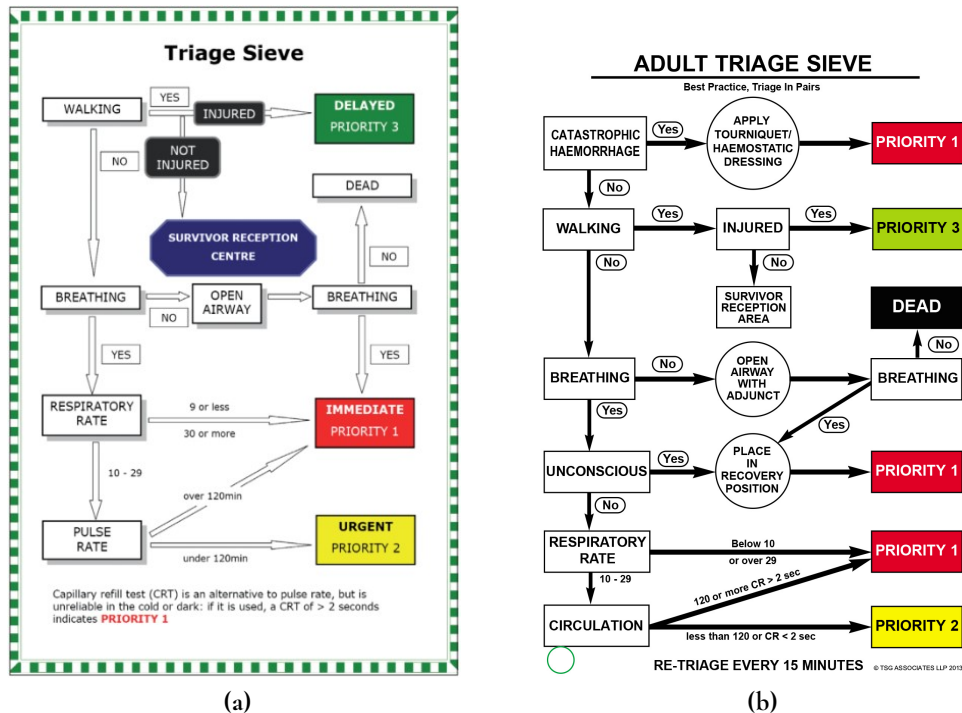 Triage Sieve
WALKING
YES
INJURED
DELAYED
PRIORITY 3
NOT
INJURED
NO
DEAD
SURVIVOR RECEPTION
CENTRE
NO
BREATHING
NO
OPEN
AIRWAY
BREATHING
YES
YES
RESPIRATORY
RATE
9 or less
30 or more
IMMEDIATE
PRIORITY 1
10 - 29
over 120min
PULSE
RATE
under 120min
URGENT
PRIORITY 2
Capillary refill test (CRT) is an alternative to pulse rate, but is
unreliable in the cold or dark: if it is used, a CRT of > 2 seconds
indicates PRIORITY 1
(a)
ADULT TRIAGE SIEVE
Best Practice, Triage In Pairs
CATASTROPHIC
HAEMORRHAGE
Yes
APPLY
TOURNIQUET/
HAEMOSTATIC
DRESSING
PRIORITY 1
No
WALKING
Yes
INJURED
Yes
PRIORITY 3
No
No
SURVIVOR
RECEPTION
AREA
DEAD
No
BREATHING
No
OPEN
AIRWAY
WITH
ADJUNCT
BREATHING
Yes
Yes
UNCONSCIOUS
Yes
PLACE
IN
RECOVERY
POSITION
PRIORITY 1
No
RESPIRATORY
RATE
Below 10
or over 29
PRIORITY 1
10 - 29
120 or more CR > 2 sec
CIRCULATION
less than 120 or CR < 2 sec
PRIORITY 2
RE-TRIAGE EVERY 15 MINUTES
© TSG ASSOCIATES LLP 2013
(b)